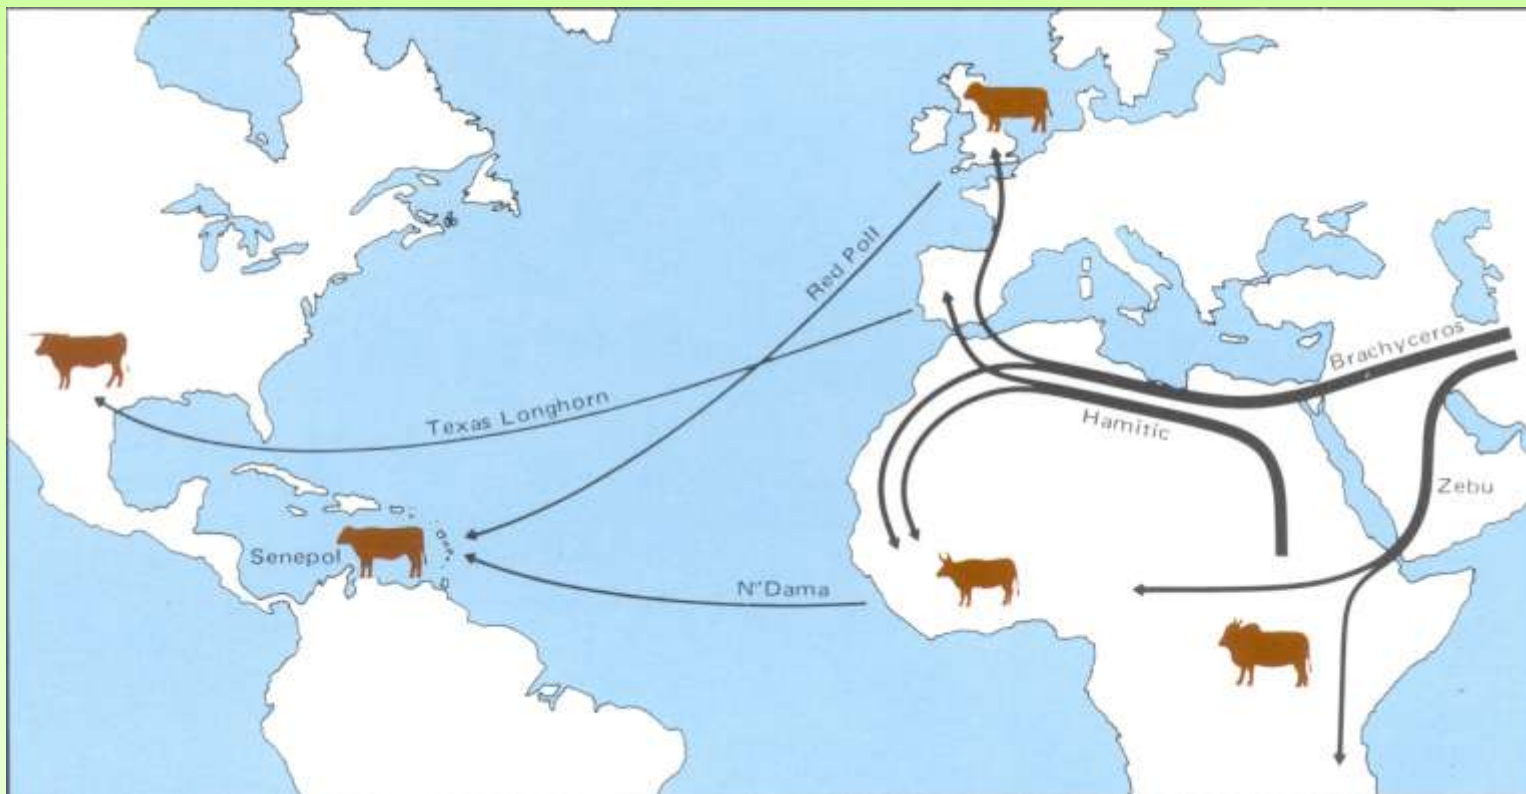 Red Poll
Brachyceros
Texas Longhorn
Hamitic
Zebu
Senepol
N"Dama